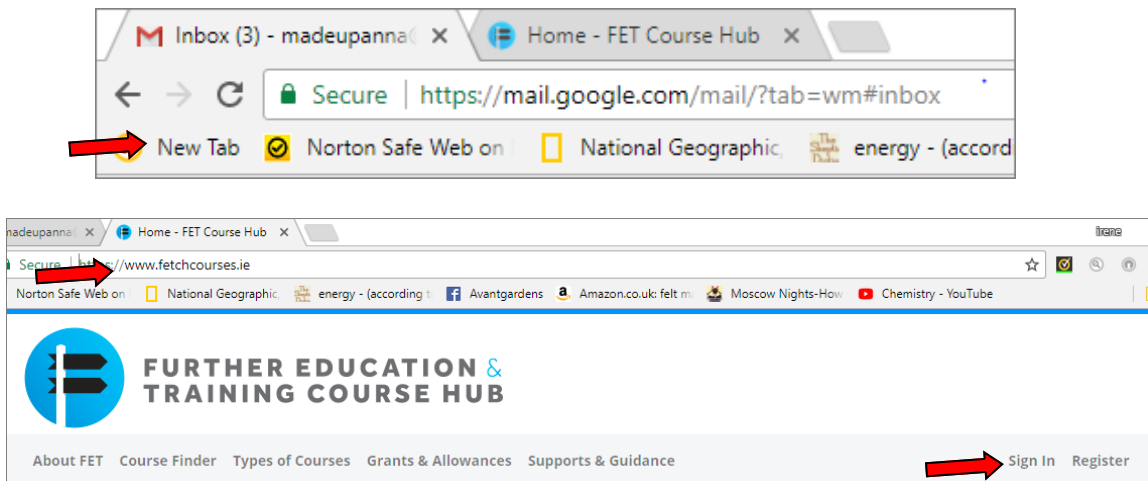 Inbox (3) - madeupanna Home - FET Course Hub
Secure https://mail.google.com/mail/?tab=wm#inbox
New Tab Norton Safe Web on National Geographic, energy - (accord
madeupanna Home - FET Course Hub Irene
Secure https://www.fetchcourses.ie
Norton Safe Web on National Geographic, energy - (according t Avantgardens Amazon.co.uk: felt m Moscow Nights-How Chemistry - YouTube
FURTHER EDUCATION &
TRAINING COURSE HUB
About FET Course Finder Types of Courses Grants & Allowances Supports & Guidance Sign In Register